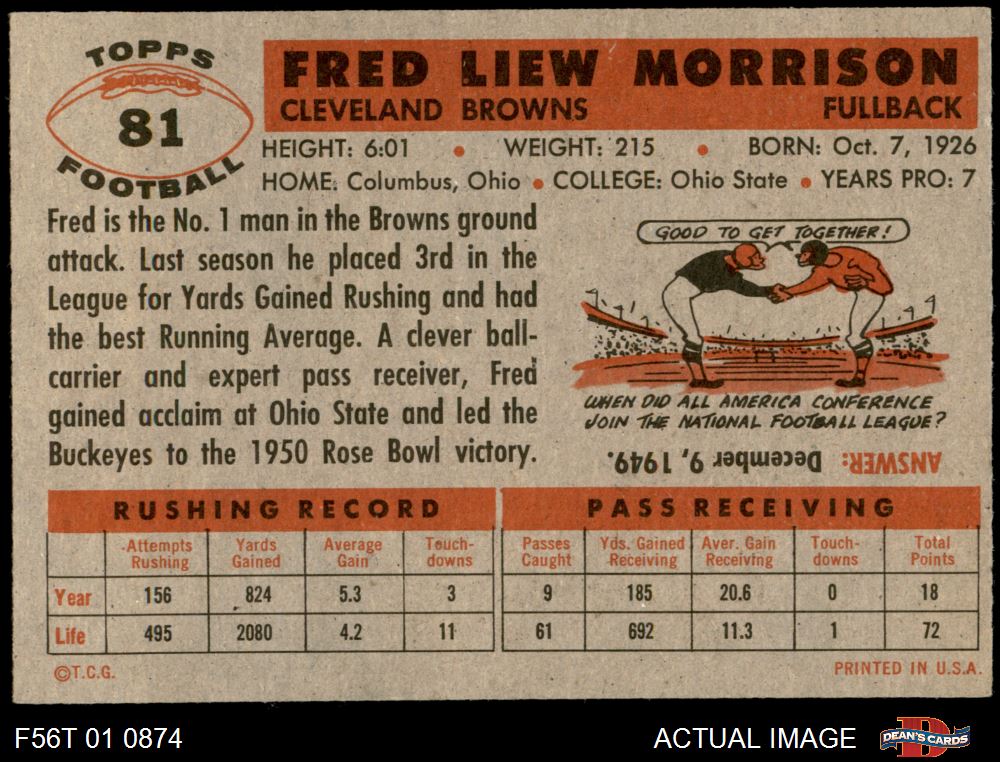 TOPPS
81
FOOTBALL
FRED LIEW MORRISON
CLEVELAND BROWNS FULLBACK
HEIGHT: 6:01 • WEIGHT: 215 • BORN: Oct. 7, 1926
HOME: Columbus, Ohio • COLLEGE: Ohio State • YEARS PRO: 7
Fred is the No. 1 man in the Browns ground
attack. Last season he placed 3rd in the
League for Yards Gained Rushing and had
the best Running Average. A clever ball-
carrier and expert pass receiver, Fred
gained acclaim at Ohio State and led the
Buckeyes to the 1950 Rose Bowl victory.
GOOD TO GET TOGETHER!
WHEN DID ALL AMERICA CONFERENCE
JOIN THE NATIONAL FOOTBALL LEAGUE?
ANSWER: December 9, 1949.
RUSHING RECORD
Attempts Rushing Yards Gained Average Gain Touch-downs
Year 156 824 5.3 3
Life 495 2080 4.2 11
PASS RECEIVING
Passes Caught Yds. Gained Receiving Aver. Gain Receiving Touch-downs Total Points
9 185 20.6 0 18
61 692 11.3 1 72
©T.C.G. PRINTED IN U.S.A.
F56T 01 0874 ACTUAL IMAGE D DEAN'S CARDS